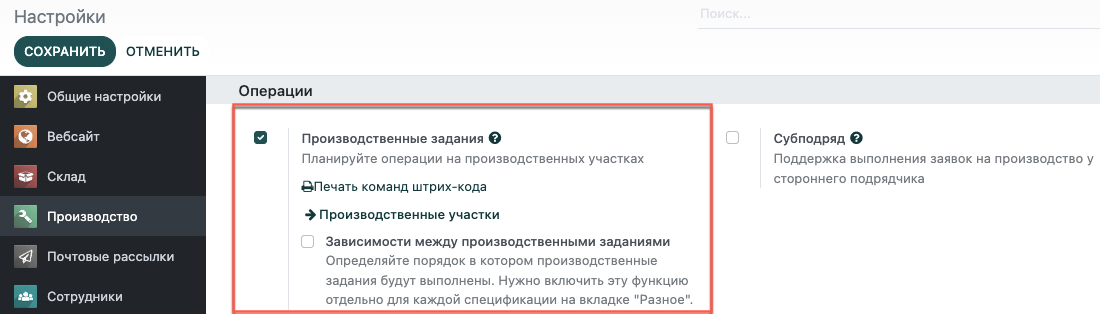 Настройки
Поиск...
СОХРАНИТЬ ОТМЕНИТЬ
Общие настройки
Вебсайт
Склад
Производство
Почтовые рассылки
Сотрудники
Операции
Производственные задания ?
Планируйте операции на производственных участках
Печать команд штрих-кода
Производственные участки
Зависимости между производственными заданиями
Определяйте порядок в котором производственные
задания будут выполнены. Нужно включить эту функцию
отдельно для каждой спецификации на вкладке "Разное".
Субподряд ?
Поддержка выполнения заявок на производство у
стороннего подрядчика